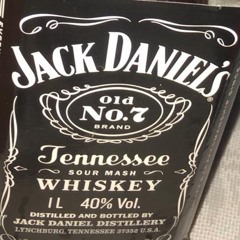 JACK DANIEL'S
Old
No.7
BRAND
Tennessee
SOUR MASH
WHISKEY
1L 40% Vol.
DISTILLED AND BOTTLED BY
JACK DANIEL DISTILLERY
LYNCHBURG, TENNESSEE 37352 U.S.A.